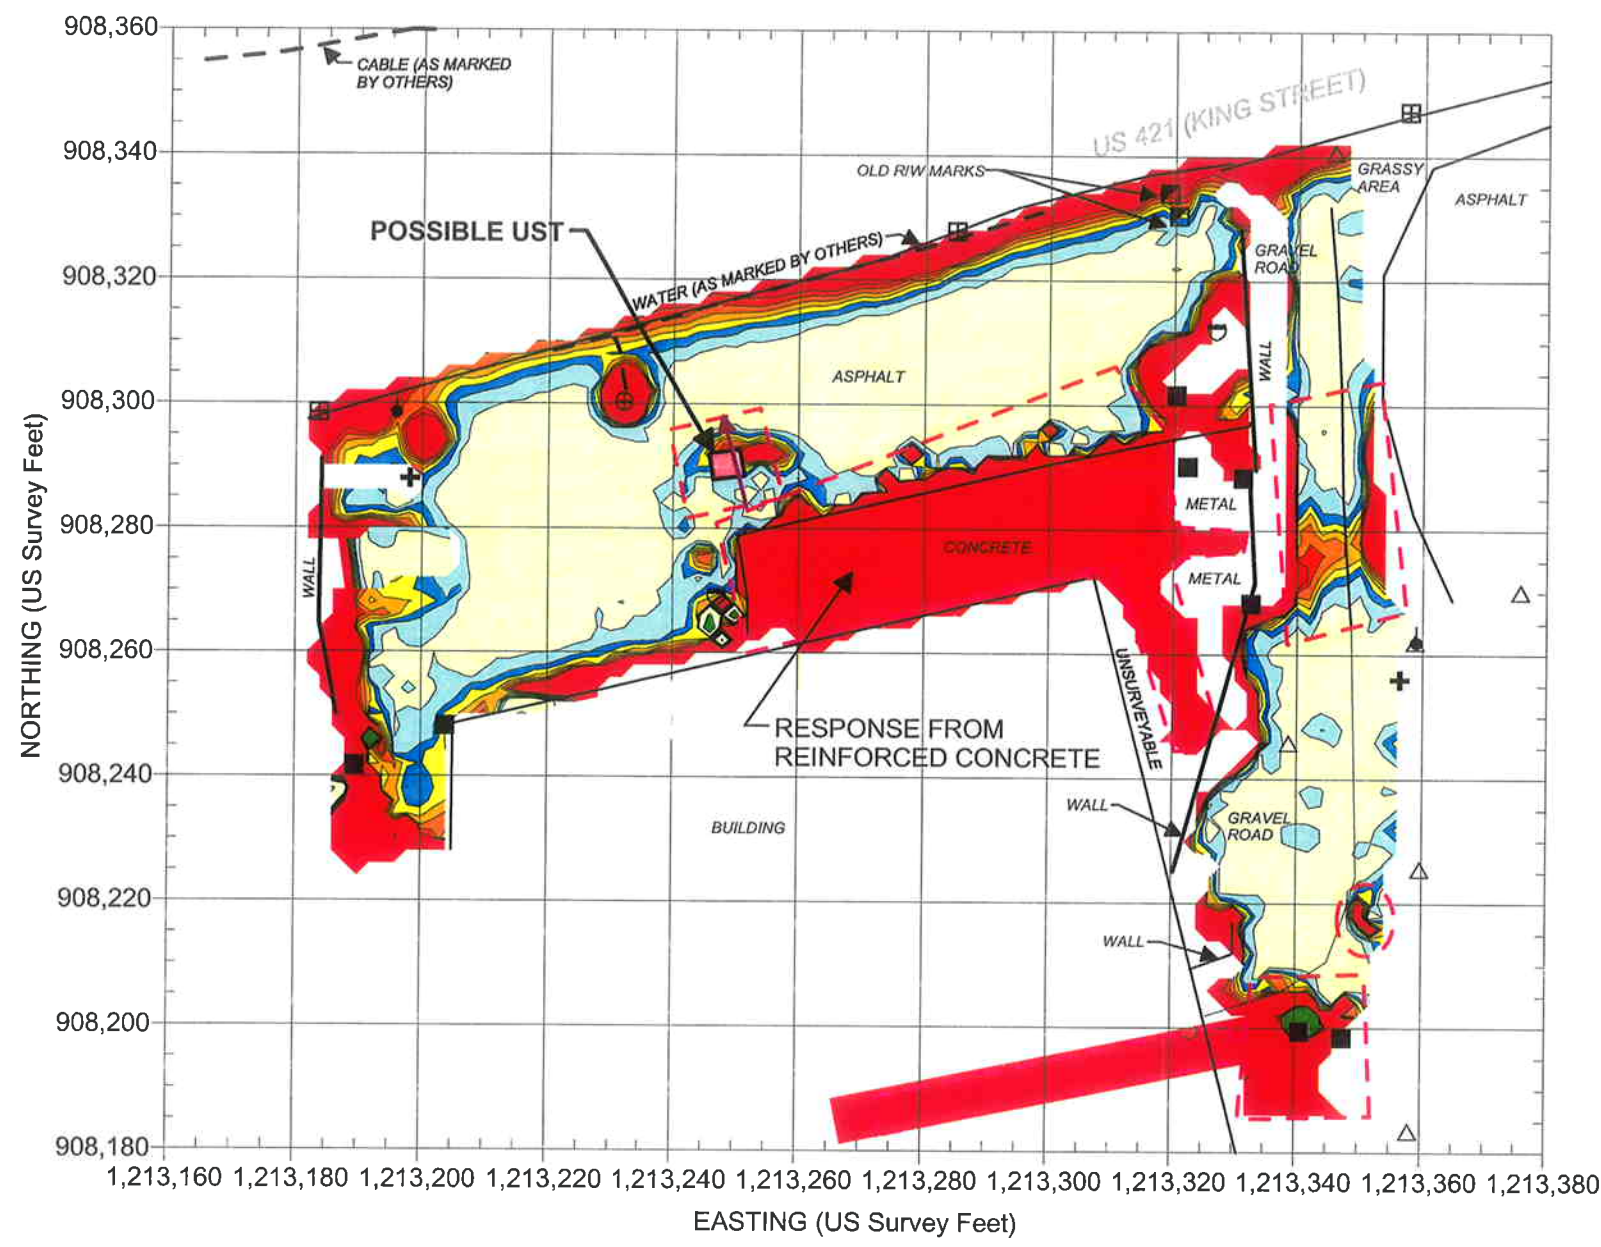 908,360
CABLE (AS MARKED
BY OTHERS)
US 421 (KING STREET)
908,340
OLD R/W MARKS
GRASSY
AREA
ASPHALT
POSSIBLE UST
WATER (AS MARKED BY OTHERS)
GRAVEL
ROAD
908,320
WALL
ASPHALT
908,300
METAL
908,280
CONCRETE
METAL
WALL
908,260
UNSURVEYABLE
RESPONSE FROM
REINFORCED CONCRETE
908,240
WALL
BUILDING
GRAVEL
ROAD
908,220
WALL
908,200
908,180
NORTHING (US Survey Feet)
1,213,160 1,213,180 1,213,200 1,213,220 1,213,240 1,213,260 1,213,280 1,213,300 1,213,320 1,213,340 1,213,360 1,213,380
EASTING (US Survey Feet)